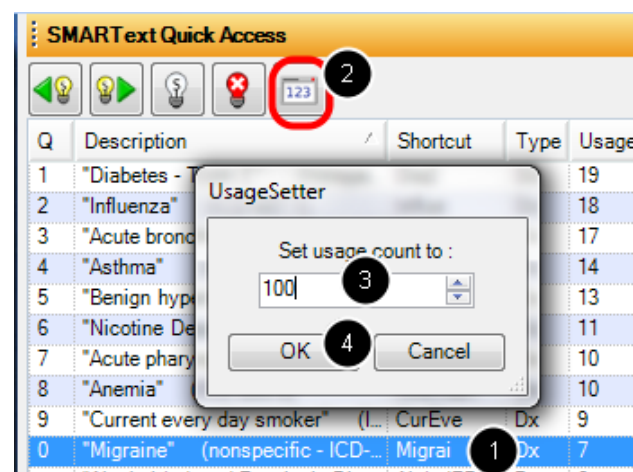 SMARText Quick Access
2
123
Q Description Shortcut Type Usage
1 "Diabetes - 19
2 "Influenza" 18
3 "Acute bronc 17
4 "Asthma" 14
5 "Benign hype 13
6 "Nicotine De 11
7 "Acute phary 10
8 "Anemia" 10
9 "Current every day smoker" (I... CurEve Dx 9
0 "Migraine" (nonspecific - ICD-... Migrai 1 Dx 7
UsageSetter
Set usage count to :
100 3
OK 4 Cancel